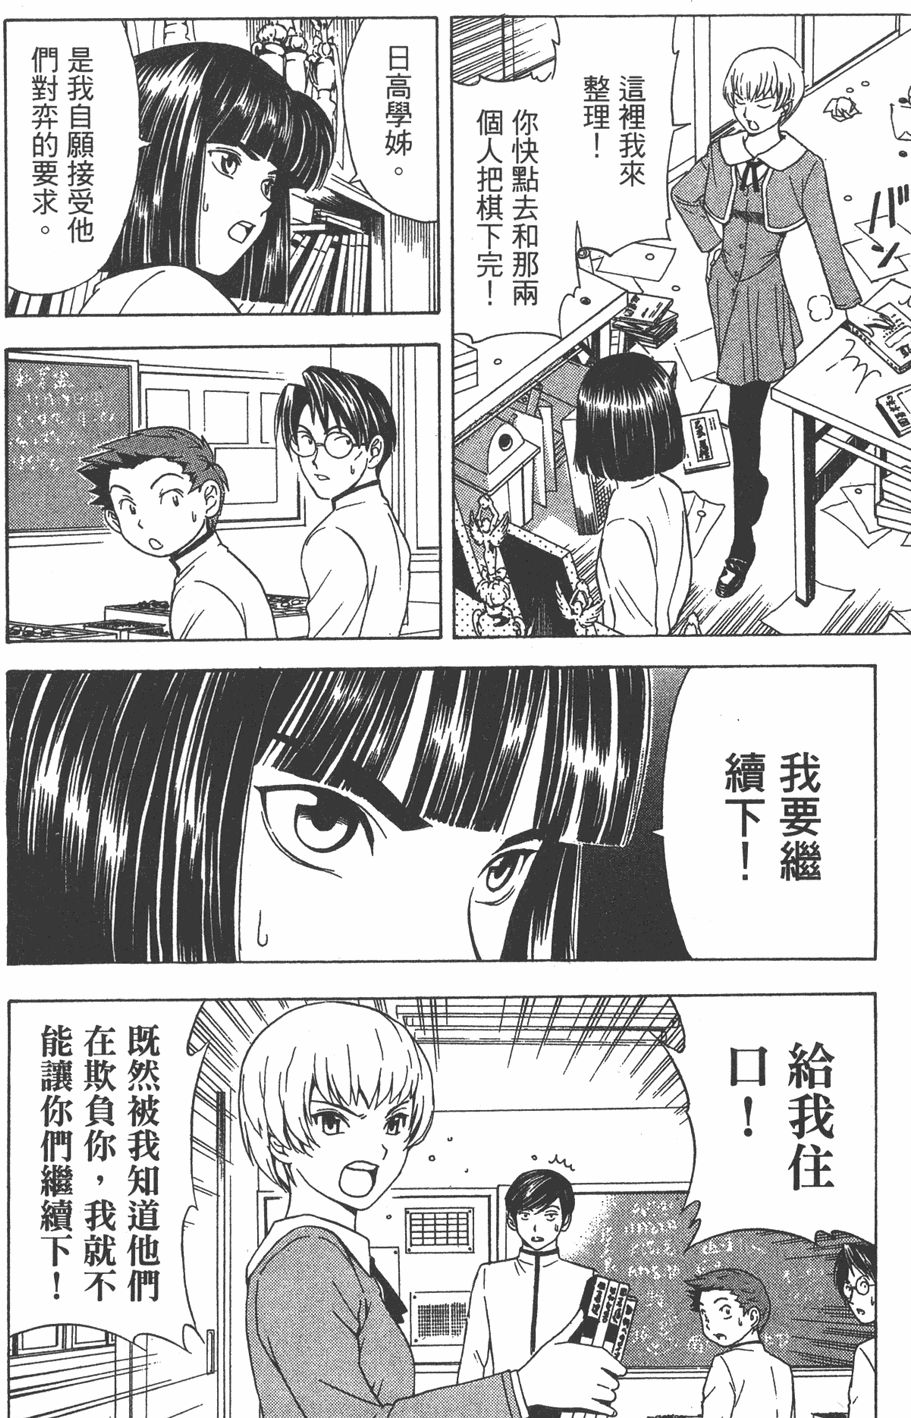 這裡我來
整理！
你快點去和那兩
個人把棋下完！
バン
日高學姊。
是我自願接受他
們對弈的要求。
我要繼
續下！
給我住
口！
既然被我知道他們
在欺負你，我就不
能讓你們繼續下！